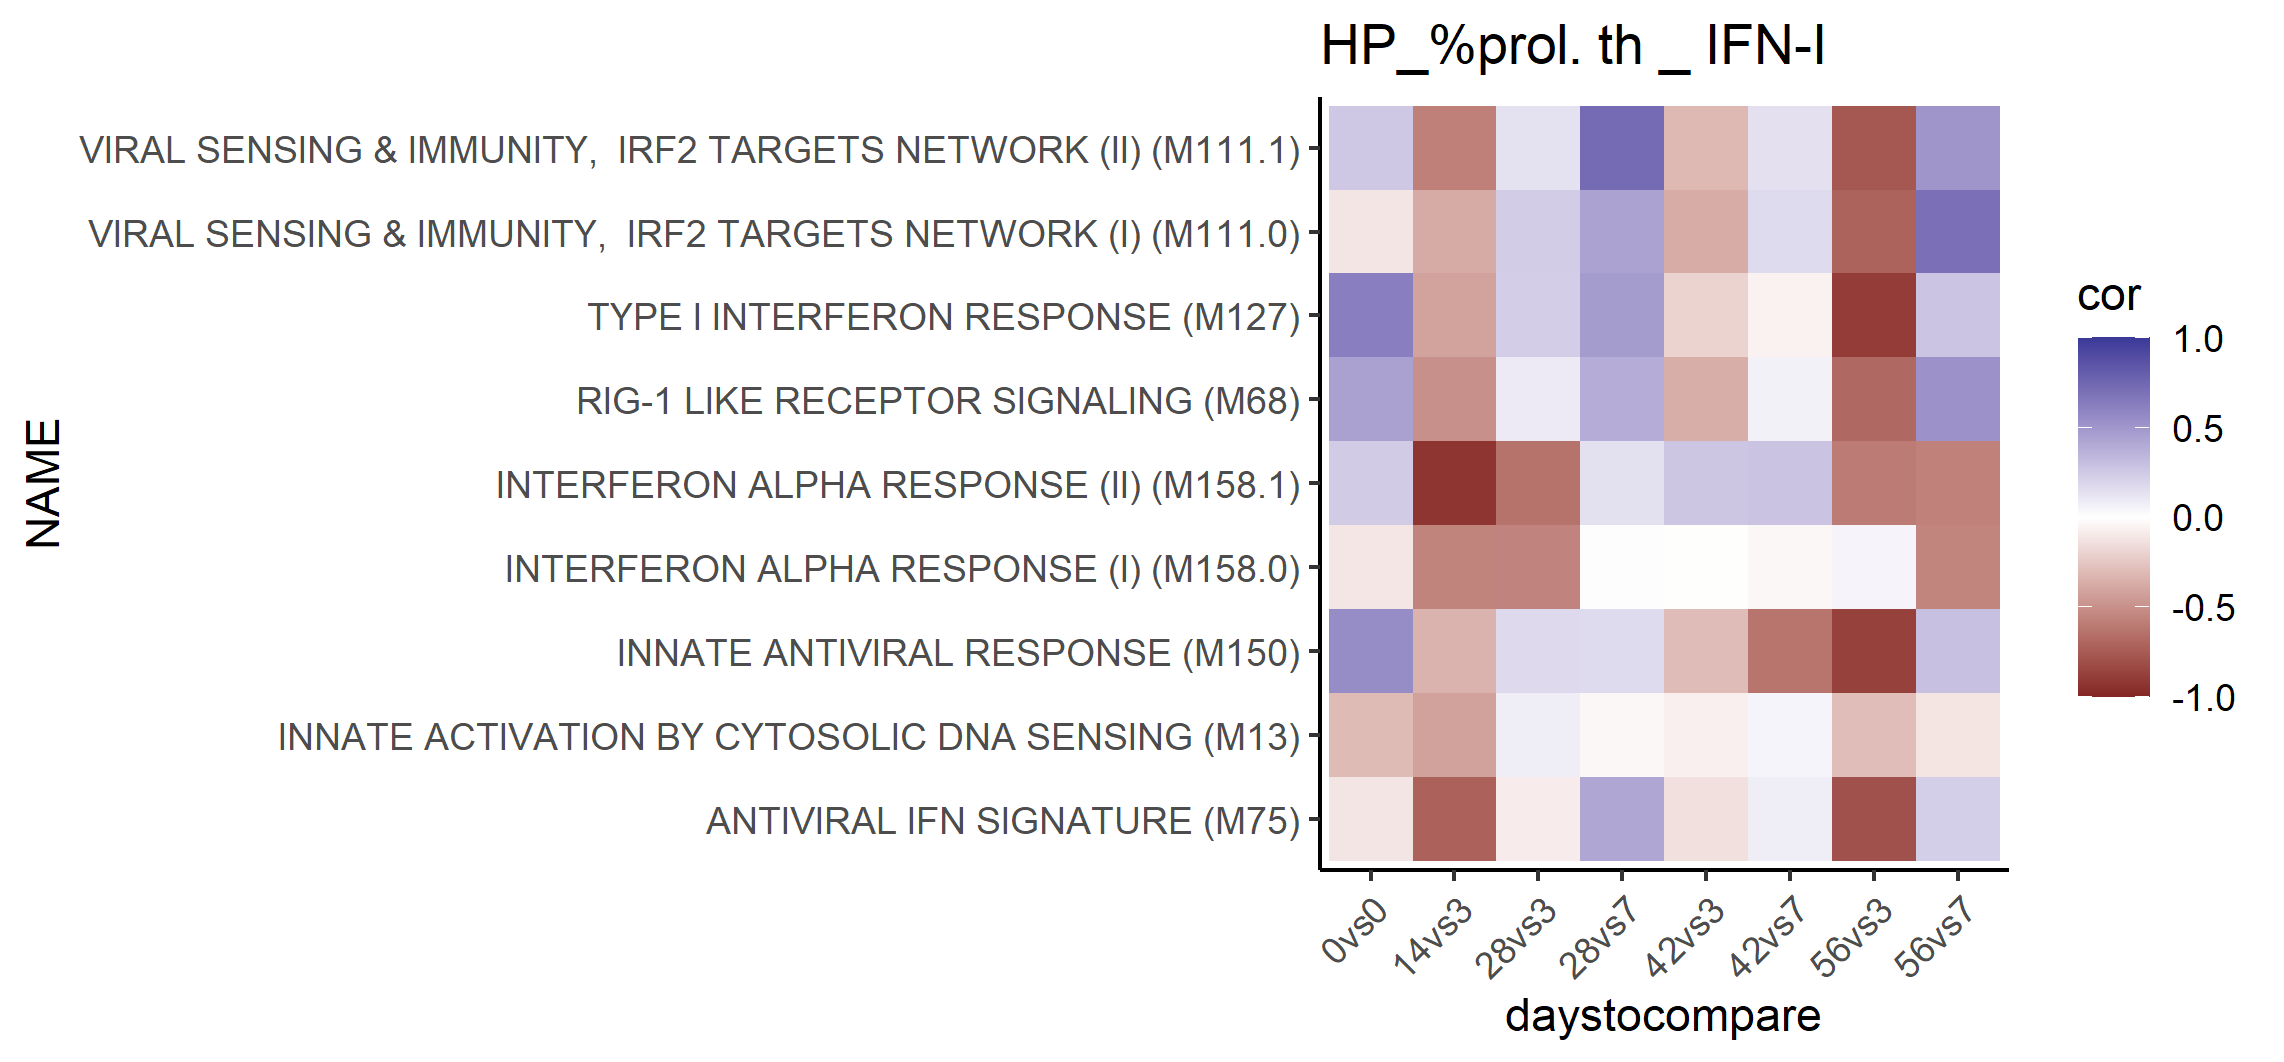 HP_%prol. th _ IFN-I
VIRAL SENSING & IMMUNITY,  IRF2 TARGETS NETWORK (II) (M111.1)
VIRAL SENSING & IMMUNITY,  IRF2 TARGETS NETWORK (I) (M111.0)
TYPE I INTERFERON RESPONSE (M127)
RIG-1 LIKE RECEPTOR SIGNALING (M68)
INTERFERON ALPHA RESPONSE (II) (M158.1)
INTERFERON ALPHA RESPONSE (I) (M158.0)
INNATE ANTIVIRAL RESPONSE (M150)
INNATE ACTIVATION BY CYTOSOLIC DNA SENSING (M13)
ANTIVIRAL IFN SIGNATURE (M75)
NAME
0vs0
14vs3
28vs3
28vs7
42vs3
42vs7
56vs3
56vs7
daystocompare
cor
1.0
0.5
0.0
-0.5
-1.0